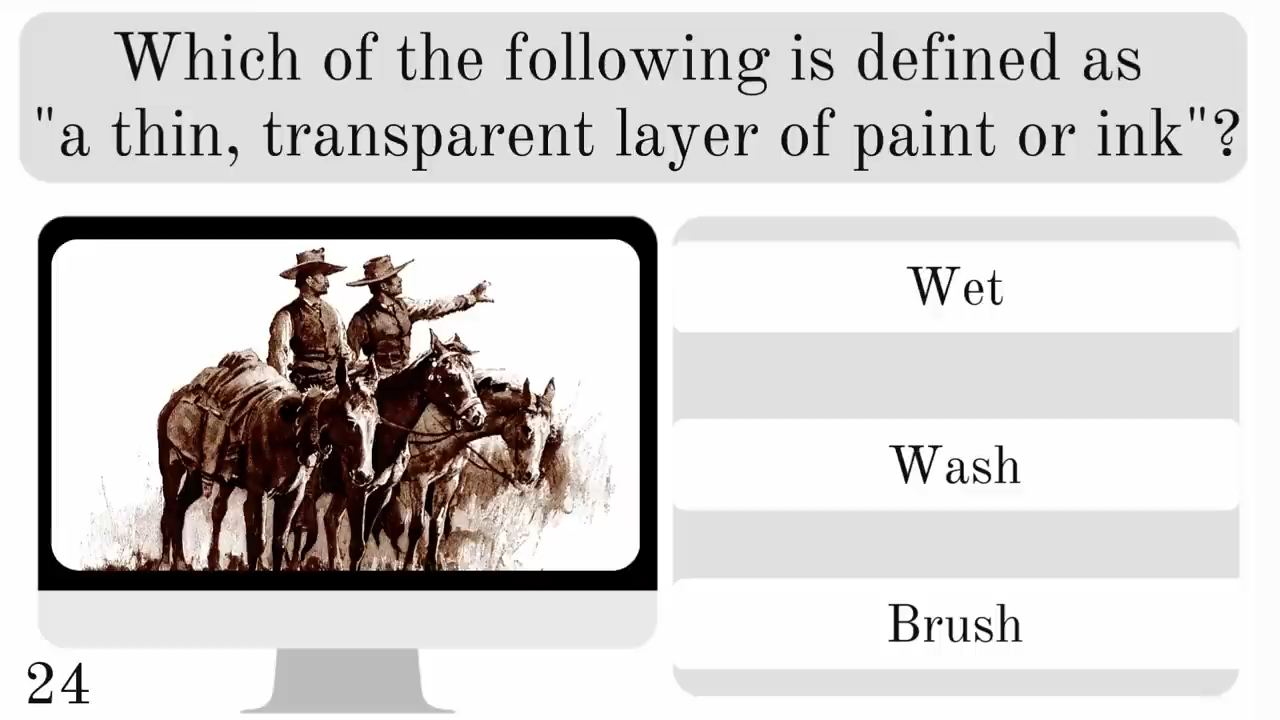 Which of the following is defined as
"a thin, transparent layer of paint or ink"?
Wet
Wash
Brush
24